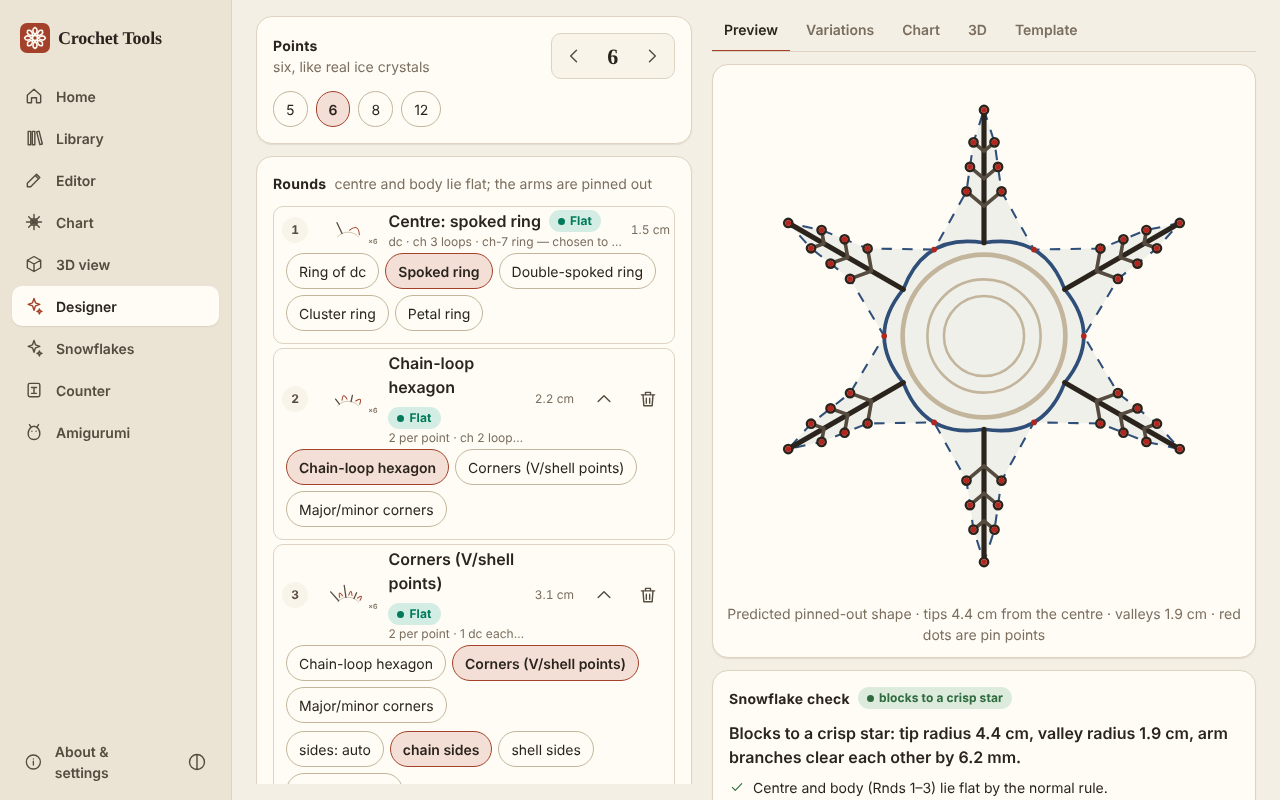 Crochet Tools
Home
Library
Editor
Chart
3D view
Designer
Snowflakes
Counter
Amigurumi
About &
settings
Points
six, like real ice crystals
6
5
6
8
12
Rounds centre and body lie flat; the arms are pinned out
1
×6
Centre: spoked ring
Flat
dc · ch 3 loops · ch-7 ring — chosen to ...
1.5 cm
Ring of dc
Spoked ring
Double-spoked ring
Cluster ring
Petal ring
2
×6
Chain-loop
hexagon
Flat
2 per point · ch 2 loop...
2.2 cm
Chain-loop hexagon
Corners (V/shell points)
Major/minor corners
3
×6
Corners (V/shell
points)
Flat
2 per point · 1 dc each...
3.1 cm
Chain-loop hexagon
Corners (V/shell points)
Major/minor corners
sides: auto
chain sides
shell sides
Preview
Variations
Chart
3D
Template
Predicted pinned-out shape · tips 4.4 cm from the centre · valleys 1.9 cm · red
dots are pin points
Snowflake check
blocks to a crisp star
Blocks to a crisp star: tip radius 4.4 cm, valley radius 1.9 cm, arm
branches clear each other by 6.2 mm.
Centre and body (Rnds 1–3) lie flat by the normal rule.